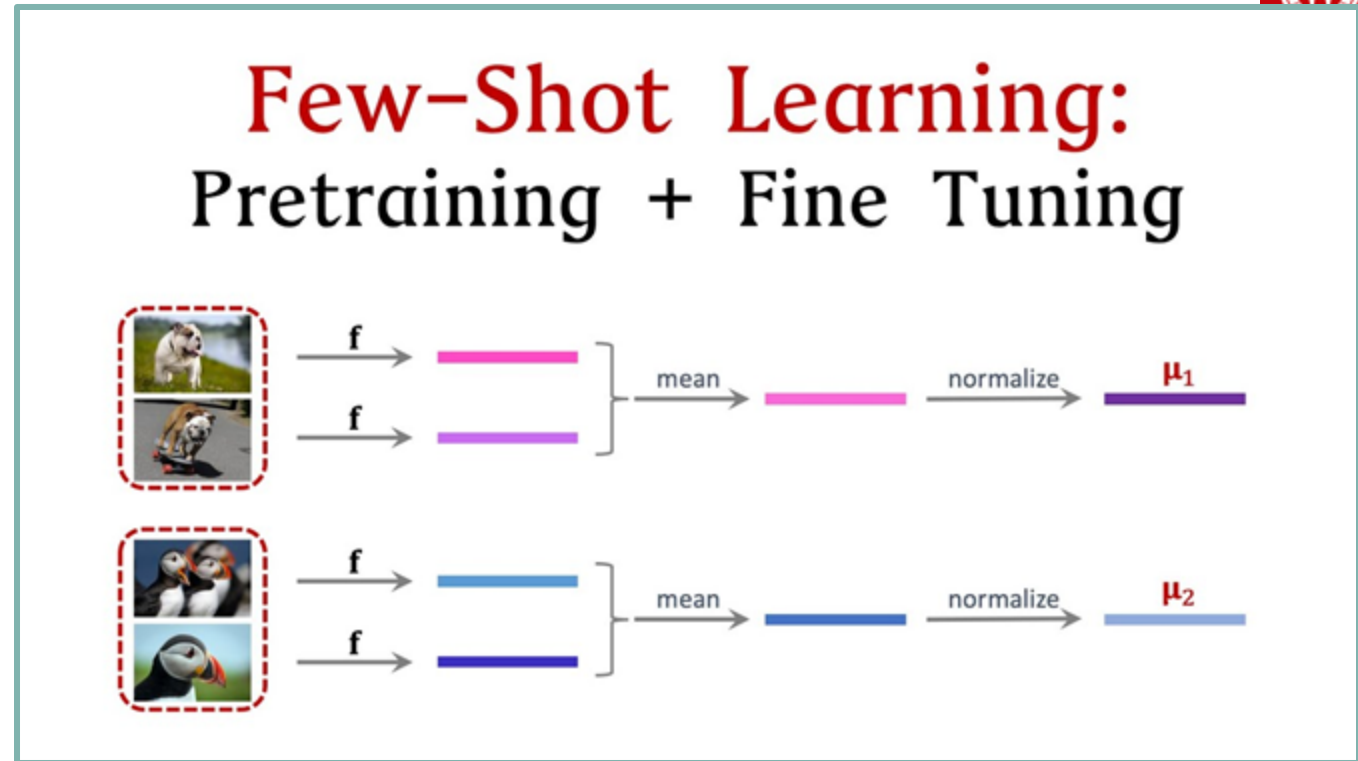 Few-Shot Learning:
Pretraining + Fine Tuning
f
f
mean
normalize
μ₁
f
f
mean
normalize
μ₂